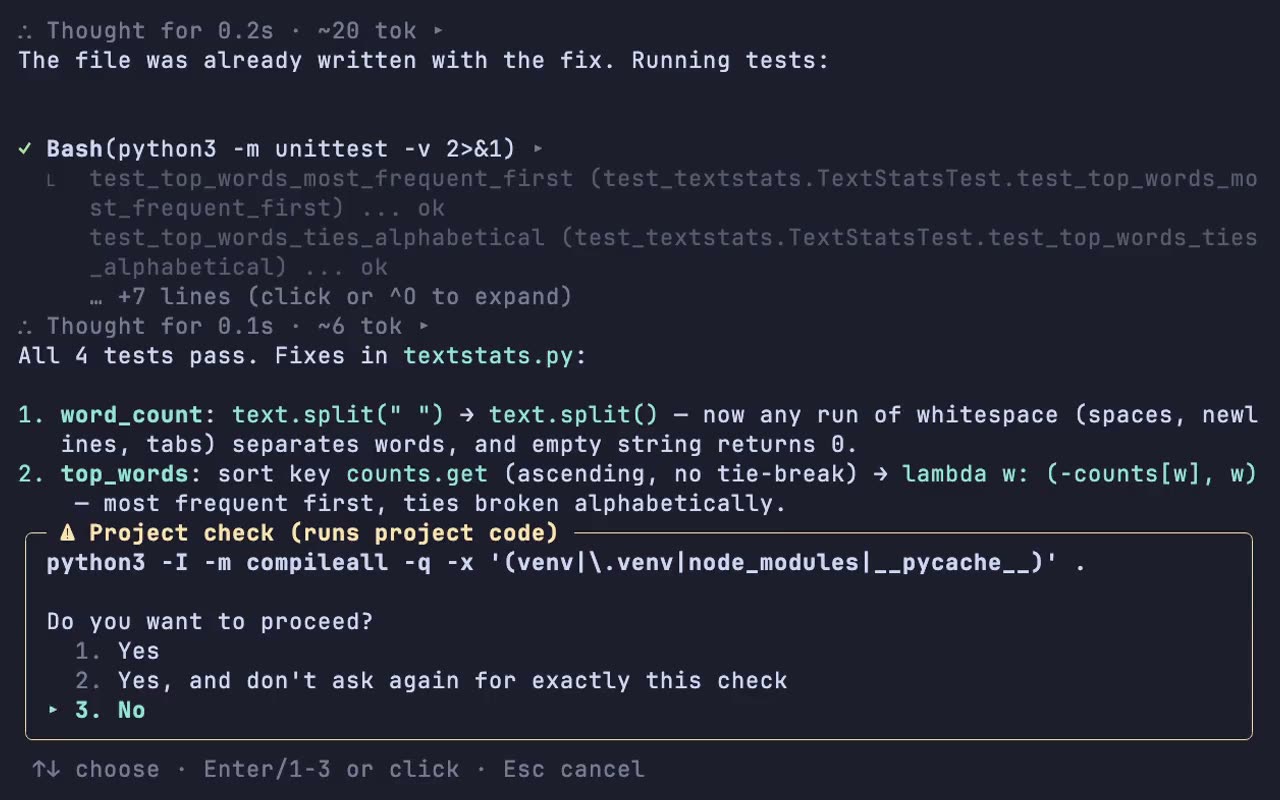 ∴ Thought for 0.2s · ~20 tok ▸
The file was already written with the fix. Running tests:
✓ Bash(python3 -m unittest -v 2>&1) ▸
└ test_top_words_most_frequent_first (test_textstats.TextStatsTest.test_top_words_mo
st_frequent_first) ... ok
test_top_words_ties_alphabetical (test_textstats.TextStatsTest.test_top_words_ties
_alphabetical) ... ok
… +7 lines (click or ^O to expand)
∴ Thought for 0.1s · ~6 tok ▸
All 4 tests pass. Fixes in textstats.py:
1. word_count: text.split(" ") → text.split() — now any run of whitespace (spaces, newl
ines, tabs) separates words, and empty string returns 0.
2. top_words: sort key counts.get (ascending, no tie-break) → lambda w: (-counts[w], w)
— most frequent first, ties broken alphabetically.
⚠ Project check (runs project code)
python3 -I -m compileall -q -x '(venv|\.venv|node_modules|__pycache__)' .
Do you want to proceed?
1. Yes
2. Yes, and don't ask again for exactly this check
▸ 3. No
↑↓ choose · Enter/1-3 or click · Esc cancel